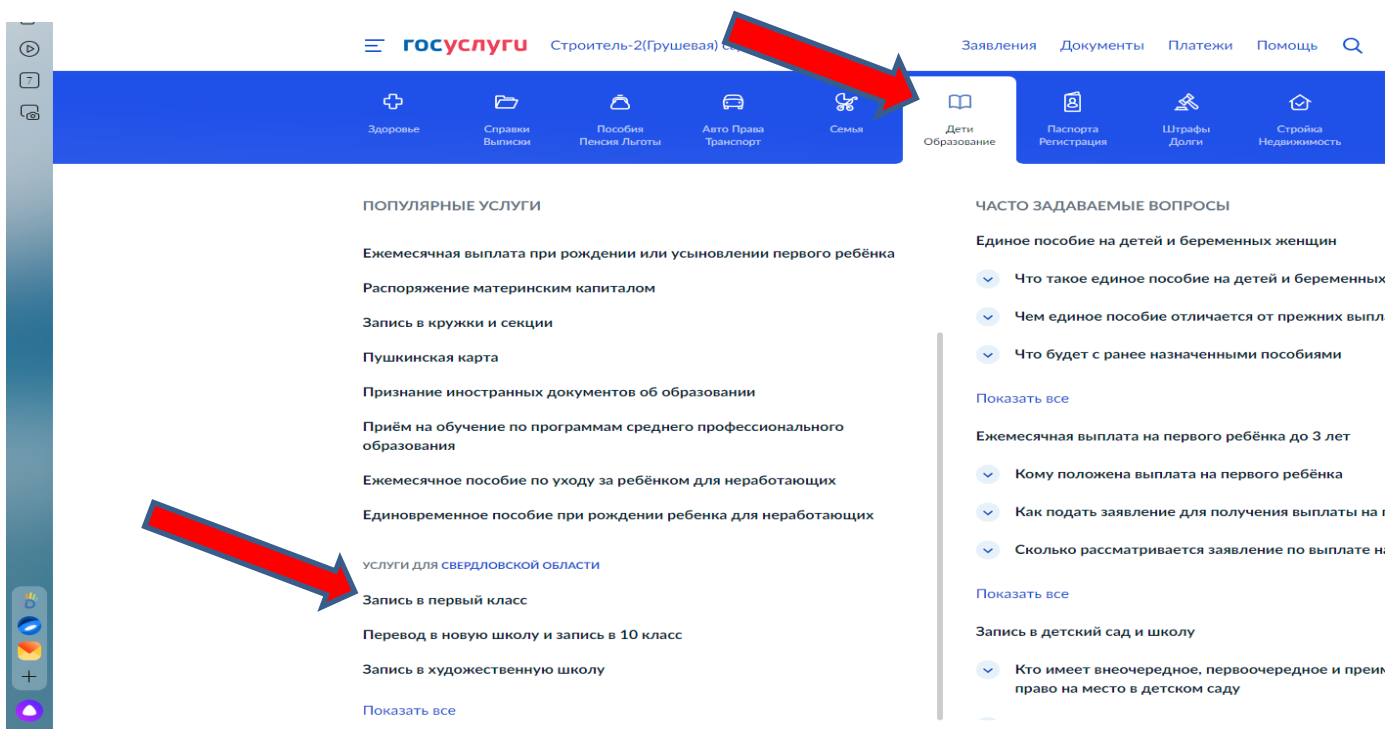 госуслуги Строитель-2(Грушевая) Заявления Документы Платежи Помощь
Здоровье
Справки
Выписки
Пособия
Пенсия Льготы
Авто Права
Транспорт
Семья
Дети
Образование
Паспорта
Регистрация
Штрафы
Долги
Стройка
Недвижимость
7
ПОПУЛЯРНЫЕ УСЛУГИ
Ежемесячная выплата при рождении или усыновлении первого ребёнка
Распоряжение материнским капиталом
Запись в кружки и секции
Пушкинская карта
Признание иностранных документов об образовании
Приём на обучение по программам среднего профессионального
образования
Ежемесячное пособие по уходу за ребёнком для неработающих
Единовременное пособие при рождении ребенка для неработающих
УСЛУГИ ДЛЯ СВЕРДЛОВСКОЙ ОБЛАСТИ
Запись в первый класс
Перевод в новую школу и запись в 10 класс
Запись в художественную школу
Показать все
ЧАСТО ЗАДАВАЕМЫЕ ВОПРОСЫ
Единое пособие на детей и беременных женщин
Что такое единое пособие на детей и беременных
Чем единое пособие отличается от прежних
Что будет с ранее назначенными пособиями
Показать все
Ежемесячная выплата на первого ребёнка до 3 лет
Кому положена выплата на первого ребёнка
Как подать заявление для получения выплаты на
Сколько рассматривается заявление по выплате
Показать все
Запись в детский сад и школу
Кто имеет внеочередное, первоочередное и
право на место в детском саду